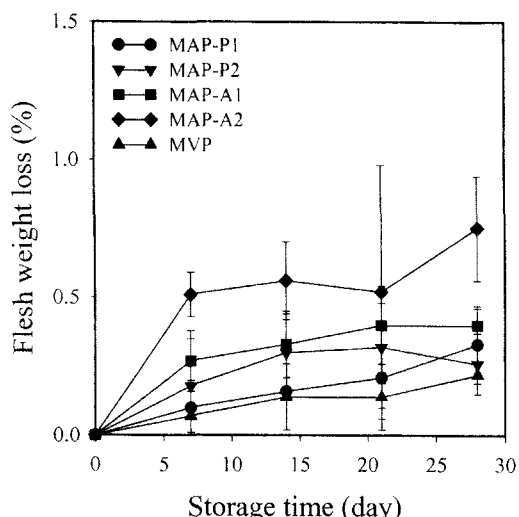 1.5
MAP-P1
MAP-P2
MAP-A1
MAP-A2
MVP
1.0
0.5
0.0
Flesh weight loss (%)
0 5 10 15 20 25 30
Storage time (day)